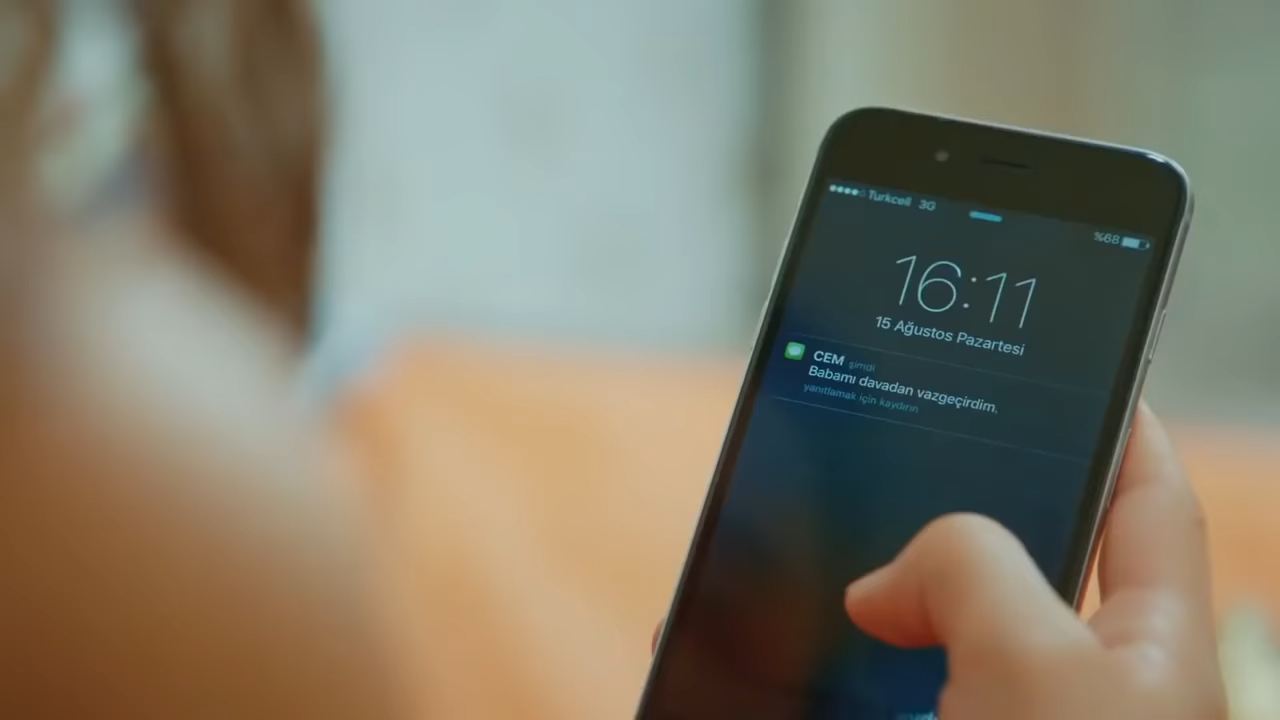 Turkcell 3G
%68
16:11
15 Ağustos Pazartesi
CEM şimdi
Babamı davadan vazgeçirdim.
yanıtlamak için kaydırın